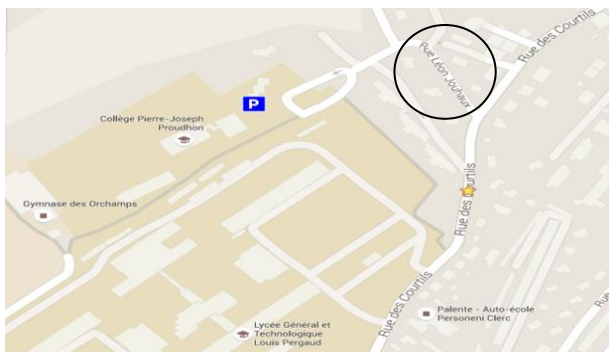 Rue des Courtils
Rue Léon Jouhaux
P
Collège Pierre-Joseph
Proudhon
Rue des Courtils
Gymnase des Orchamps
Rue des Courtils
Palente - Auto-école
Personeni Clerc
Lycée Général et
Technologique
Louis Pergaud
Rue